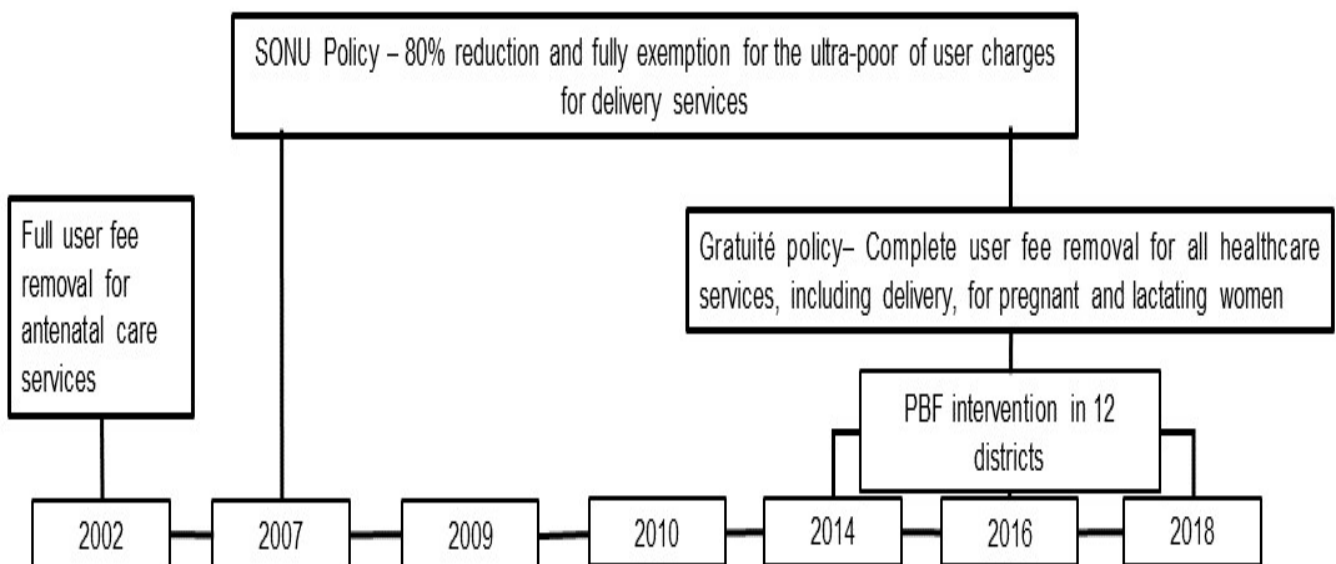 SONU Policy – 80% reduction and fully exemption for the ultra-poor of user charges
for delivery services
Full user fee
removal for
antenatal care
services
Gratuité policy– Complete user fee removal for all healthcare
services, including delivery, for pregnant and lactating women
PBF intervention in 12
districts
2002
2007
2009
2010
2014
2016
2018